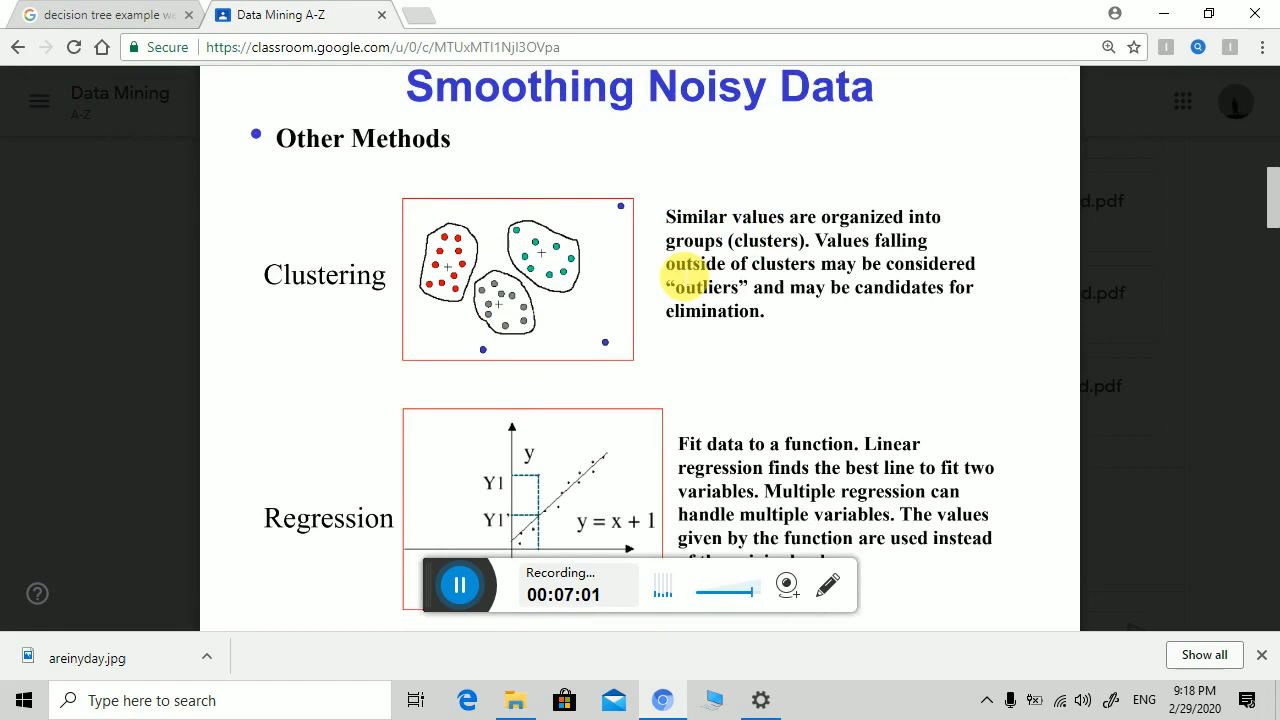 decision tree example we
Data Mining A-Z
Secure
https://classroom.google.com/u/0/c/MTUxMTI1NjI3OVpa
Data Mining
A-Z
Smoothing Noisy Data
• Other Methods
Clustering
Similar values are organized into
groups (clusters). Values falling
outside of clusters may be considered
“outliers” and may be candidates for
elimination.
d.pdf
d.pdf
d.pdf
Regression
y
Y1
Y1'
y = x + 1
Fit data to a function. Linear
regression finds the best line to fit two
variables. Multiple regression can
handle multiple variables. The values
given by the function are used instead
Recording...
00:07:01
areinyday.jpg
Show all
Type here to search
ENG
9:18 PM
2/29/2020